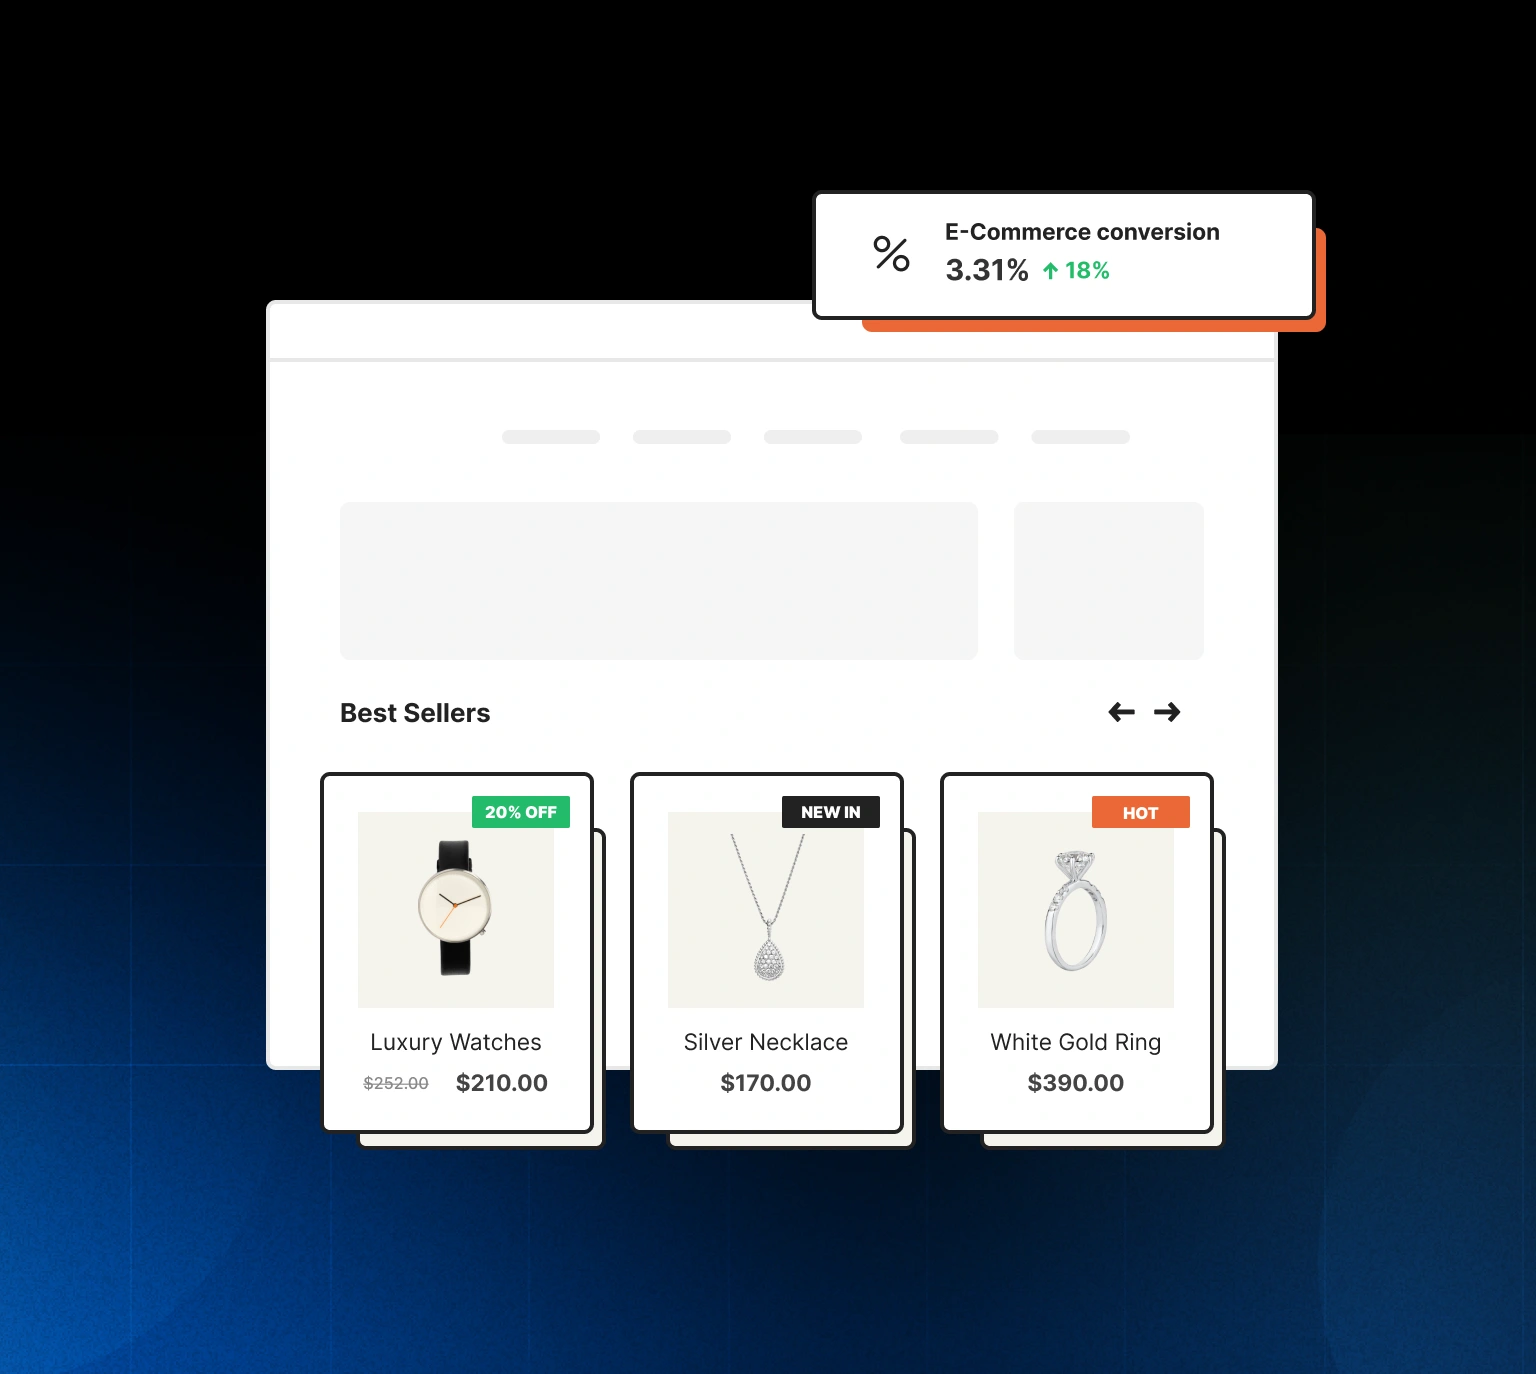 E-Commerce conversion
3.31% ↑ 18%
Best Sellers
20% OFF
Luxury Watches
$252.00 $210.00
NEW IN
Silver Necklace
$170.00
HOT
White Gold Ring
$390.00